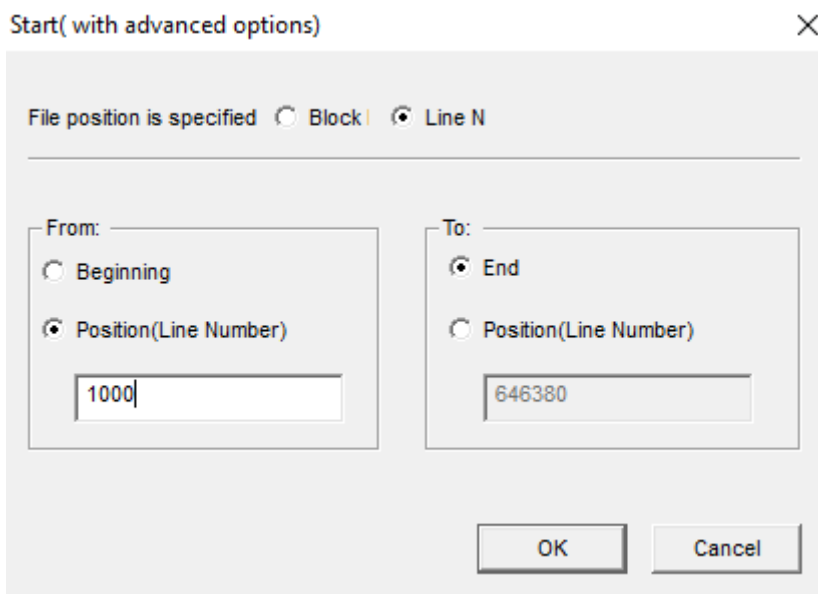 Start( with advanced options)
File position is specified Block Line N
From:
Beginning
Position(Line Number)
1000
To:
End
Position(Line Number)
646380
OK Cancel